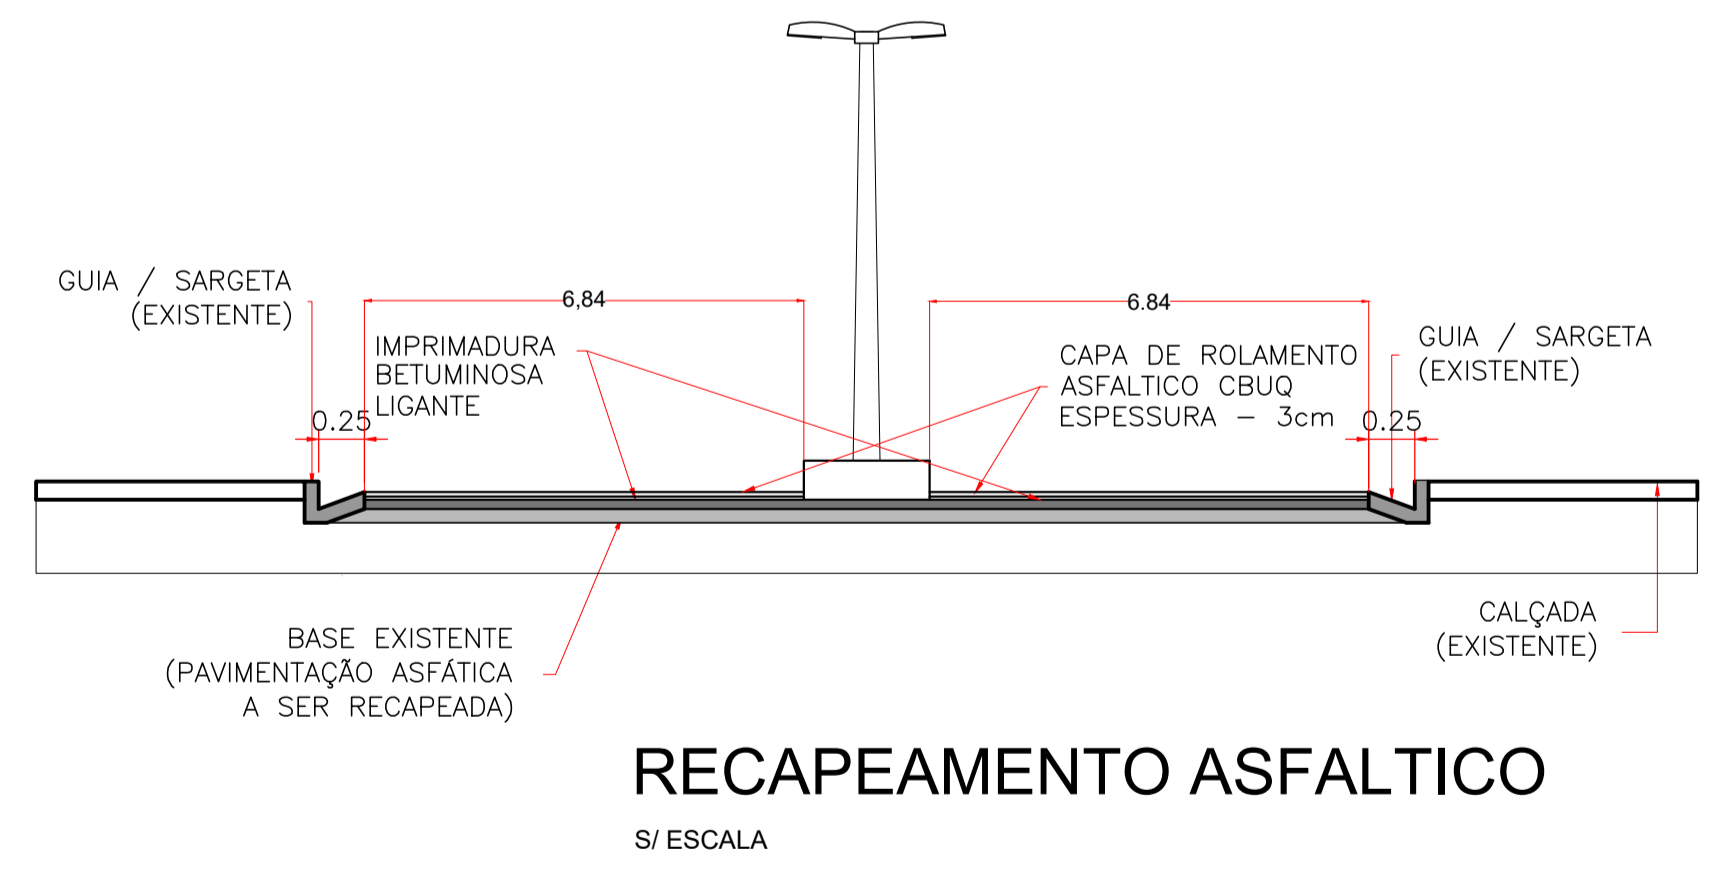 GUIA / SARGETA
(EXISTENTE)
6,84
6.84
IMPRIMADURA
BETUMINOSA
LIGANTE
0.25
CAPA DE ROLAMENTO
ASFALTICO CBUQ
ESPESSURA - 3cm
0.25
GUIA / SARGETA
(EXISTENTE)
BASE EXISTENTE
(PAVIMENTAÇÃO ASFÁTICA
A SER RECAPEADA)
CALÇADA
(EXISTENTE)
RECAPEAMENTO ASFALTICO
S/ ESCALA